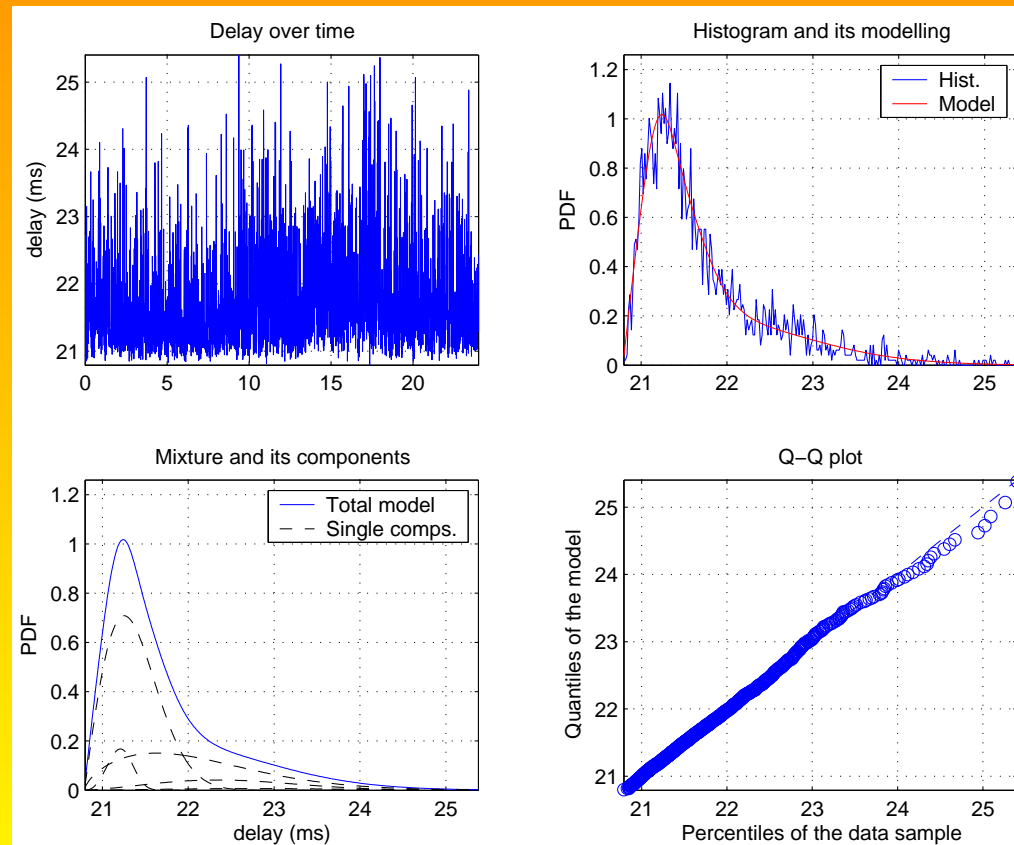 Delay over time
25
24
23
22
21
delay (ms)
0 5 10 15 20
Histogram and its modelling
1.2
1
0.8
0.6
0.4
0.2
0
PDF
Hist.
Model
21 22 23 24 25
Mixture and its components
1.2
1
0.8
0.6
0.4
0.2
0
PDF
Total model
Single comps.
21 22 23 24 25
delay (ms)
Q−Q plot
25
24
23
22
21
Quantiles of the model
21 22 23 24 25
Percentiles of the data sample